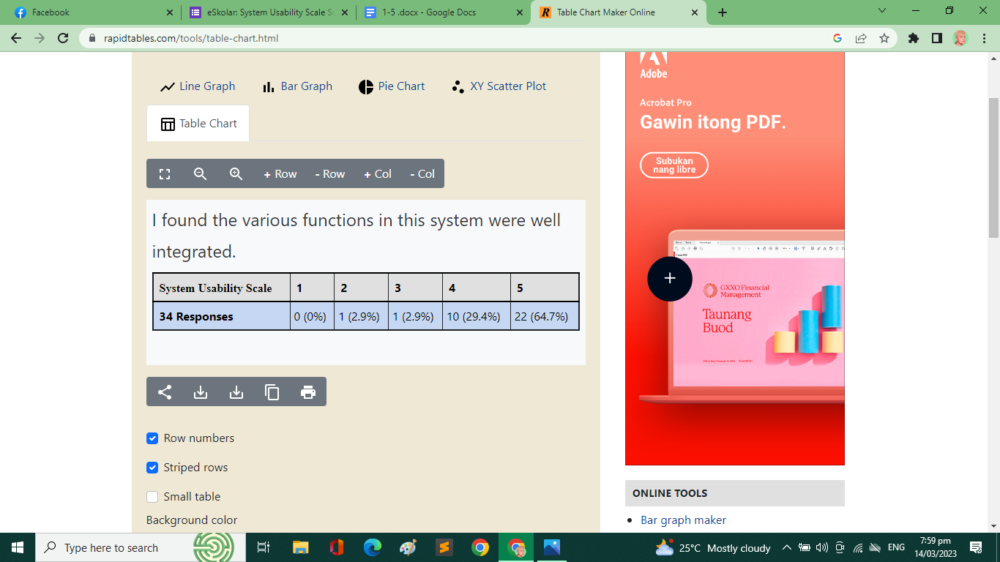 Facebook
eSkolar: System Usability Scale Su
1-5 .docx - Google Docs
Table Chart Maker Online
rapidtables.com/tools/table-chart.html
Line Graph
Bar Graph
Pie Chart
XY Scatter Plot
Table Chart
+ Row
- Row
+ Col
- Col
I found the various functions in this system were well
integrated.
System Usability Scale 1 2 3 4 5
34 Responses 0 (0%) 1 (2.9%) 1 (2.9%) 10 (29.4%) 22 (64.7%)
Row numbers
Striped rows
Small table
Background color
Adobe
Acrobat Pro
Gawin itong PDF.
Subukan
nang libre
GXXO Financial
Management
Taunang
Buod
ONLINE TOOLS
Bar graph maker
Type here to search
25°C Mostly cloudy
ENG
7:59 pm
14/03/2023